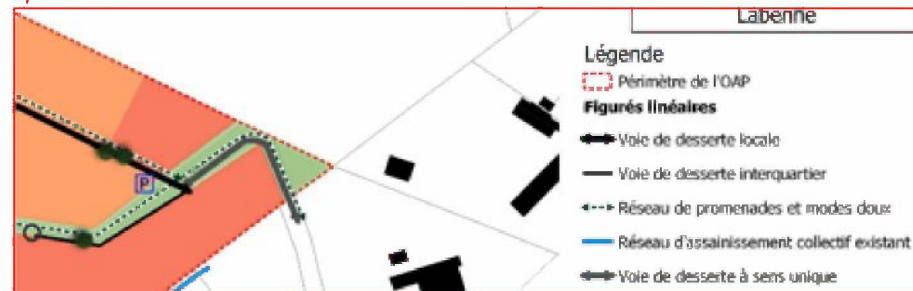 Labenne
Légende
Périmètre de l'OAP
Figurés linéaires
Voie de desserte locale
Voie de desserte interquartier
Réseau de promenades et modes doux
Réseau d'assainissement collectif existant
Voie de desserte à sens unique
P